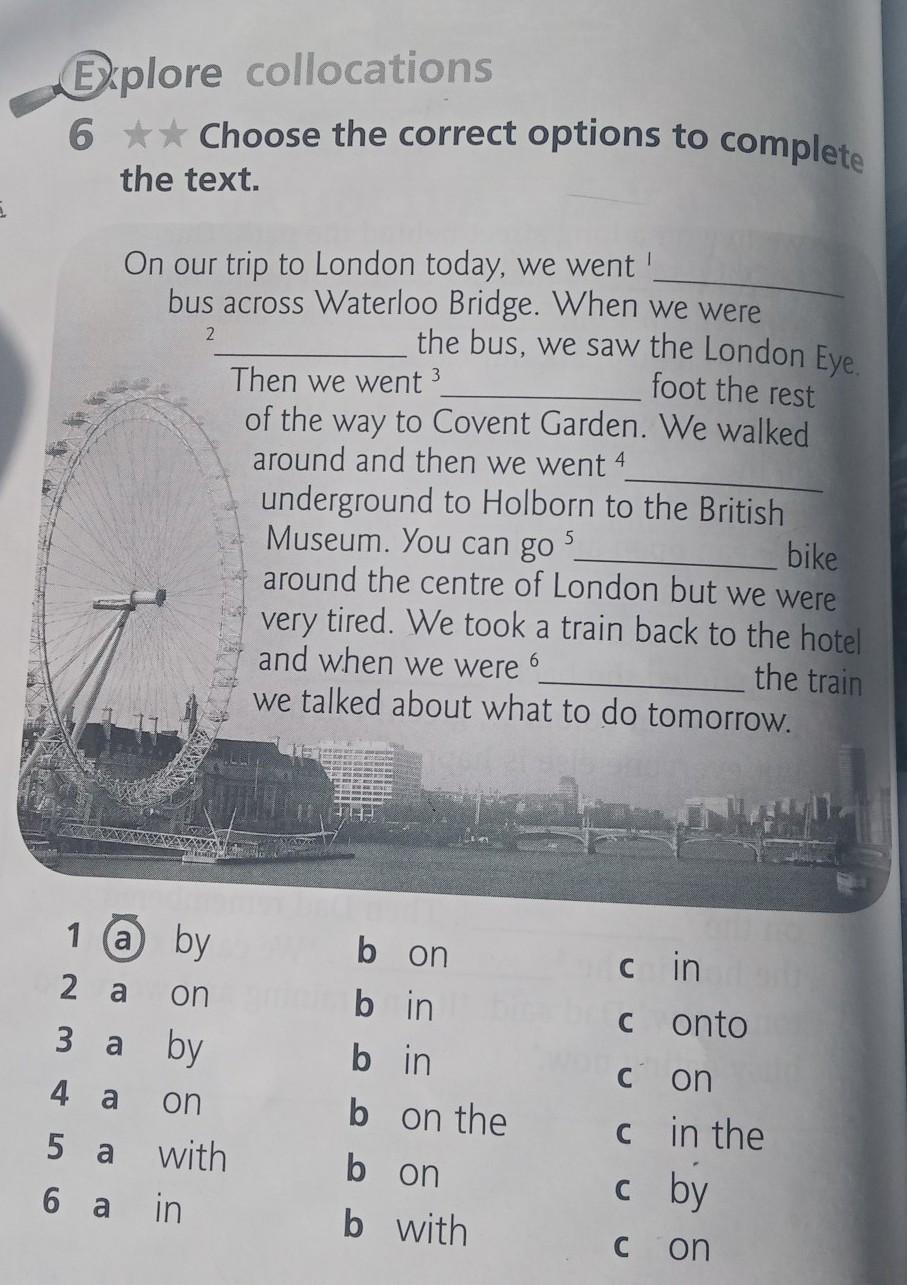 Explore collocations
6 ★★ Choose the correct options to complete
the text.
On our trip to London today, we went 1__________
bus across Waterloo Bridge. When we were
2__________ the bus, we saw the London Eye.
Then we went 3__________ foot the rest
of the way to Covent Garden. We walked
around and then we went 4__________
underground to Holborn to the British
Museum. You can go 5__________ bike
around the centre of London but we were
very tired. We took a train back to the hotel
and when we were 6__________ the train
we talked about what to do tomorrow.
1 a by b on c in
2 a on b in c onto
3 a by b in c on
4 a on b on the c in the
5 a with b on c by
6 a in b with c on